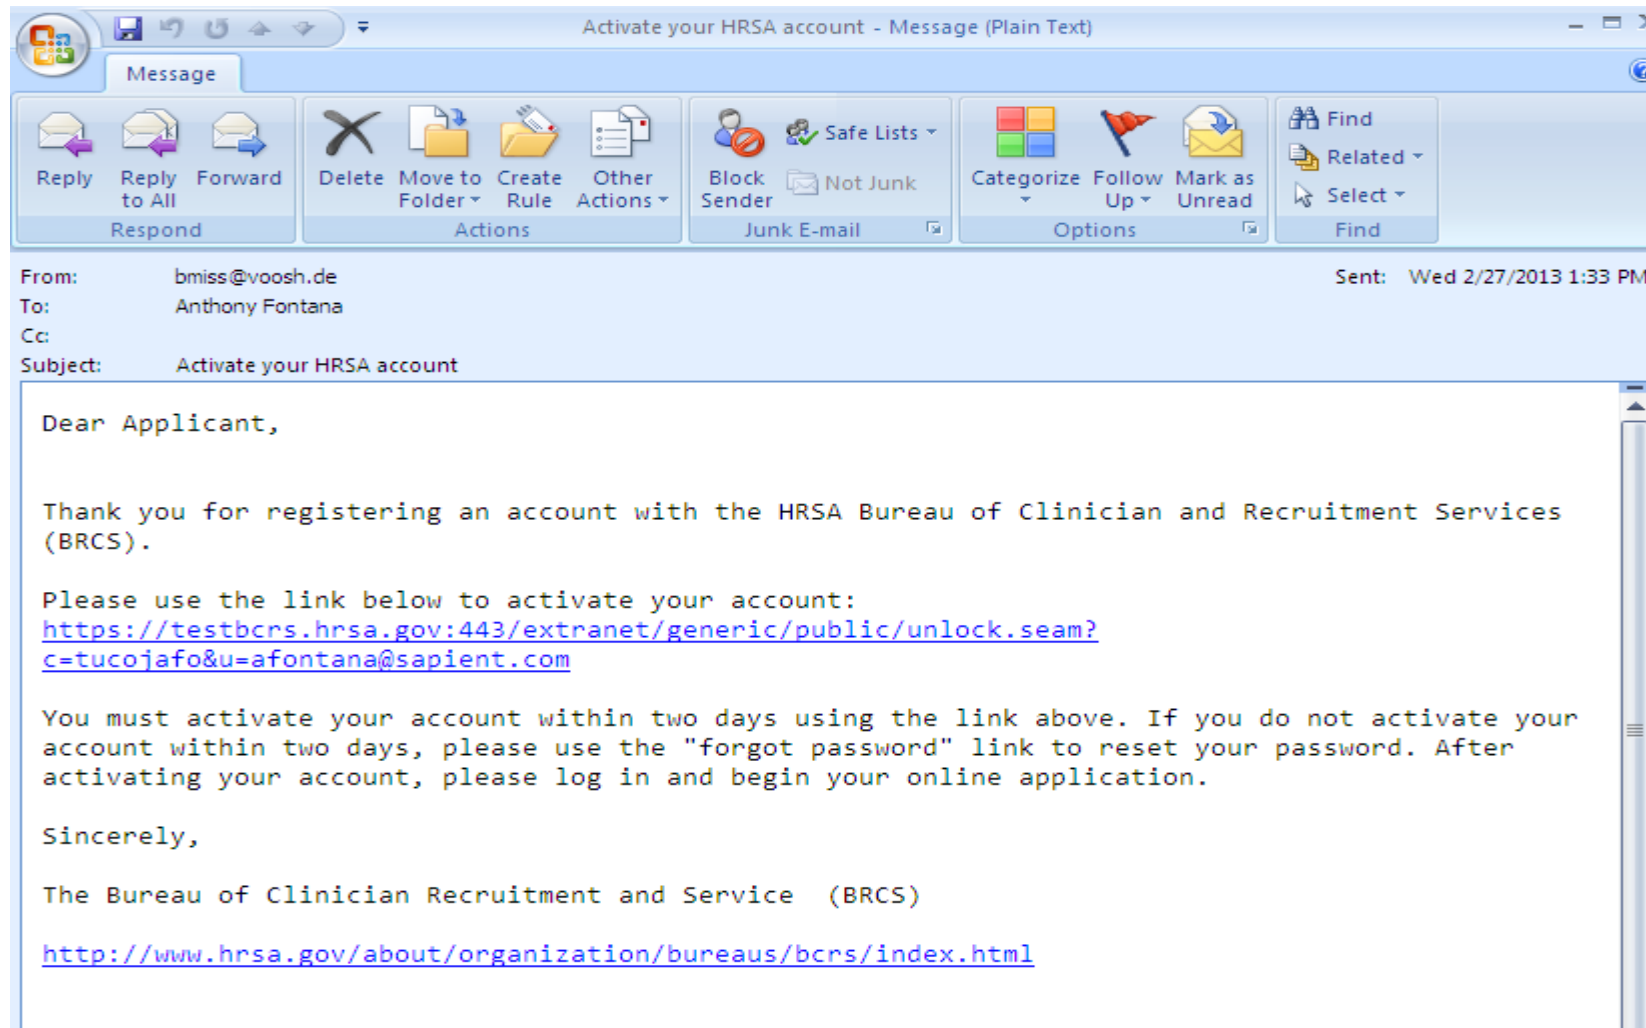 Activate your HRSA account - Message (Plain Text)
Message
Reply
Reply to All
Forward
Respond
Delete
Move to Folder
Create Rule
Other Actions
Actions
Block Sender
Safe Lists
Not Junk
Junk E-mail
Categorize
Follow Up
Mark as Unread
Options
Find
Related
Select
Find
From: bmiss@voosh.de
Sent: Wed 2/27/2013 1:33 PM
To: Anthony Fontana
Cc:
Subject: Activate your HRSA account
Dear Applicant,
Thank you for registering an account with the HRSA Bureau of Clinician and Recruitment Services
(BRCS).
Please use the link below to activate your account:
https://testbcrs.hrsa.gov:443/extranet/generic/public/unlock.seam?
c=tucojafo&u=afontana@sapient.com
You must activate your account within two days using the link above. If you do not activate your
account within two days, please use the "forgot password" link to reset your password. After
activating your account, please log in and begin your online application.
Sincerely,
The Bureau of Clinician Recruitment and Service  (BRCS)
http://www.hrsa.gov/about/organization/bureaus/bcrs/index.html